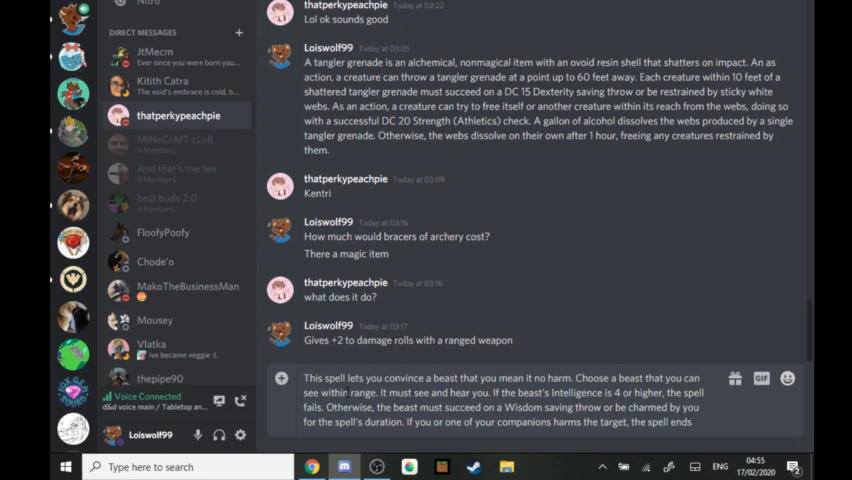 Nitro
DIRECT MESSAGES +
JtMecm
Ever since you were born you...
Kitith Catra
"The void's embrace is cold, b...
thatperkypeachpie
MiNeCrAfT cLuB
9 Members
And that's the tea
9 Members
best buds 2.0
3 Members
FloofyPoofy
Chode'o
MakoTheBusinessMan
Mousey
Vlatka
ive became veggie :(.
thepipe90
Voice Connected
d&d voice main / Tabletop an
Loiswolf99
thatperkypeachpie Today at 02:22
Lol ok sounds good
Loiswolf99 Today at 03:05
A tangler grenade is an alchemical, nonmagical item with an ovoid resin shell that shatters on impact. An as
action, a creature can throw a tangler grenade at a point up to 60 feet away. Each creature within 10 feet of a
shattered tangler grenade must succeed on a DC 15 Dexterity saving throw or be restrained by sticky white
webs. As an action, a creature can try to free itself or another creature within its reach from the webs, doing so
with a successful DC 20 Strength (Athletics) check. A gallon of alcohol dissolves the webs produced by a single
tangler grenade. Otherwise, the webs dissolve on their own after 1 hour, freeing any creatures restrained by
them.
thatperkypeachpie Today at 03:09
Kentri
Loiswolf99 Today at 03:16
How much would bracers of archery cost?
There a magic item
thatperkypeachpie Today at 03:16
what does it do?
Loiswolf99 Today at 03:17
Gives +2 to damage rolls with a ranged weapon
This spell lets you convince a beast that you mean it no harm. Choose a beast that you can
see within range. It must see and hear you. If the beast's Intelligence is 4 or higher, the spell
fails. Otherwise, the beast must succeed on a Wisdom saving throw or be charmed by you
for the spell's duration. If you or one of your companions harms the target, the spell ends
GIF
Type here to search
ENG
04:55
17/02/2020
2